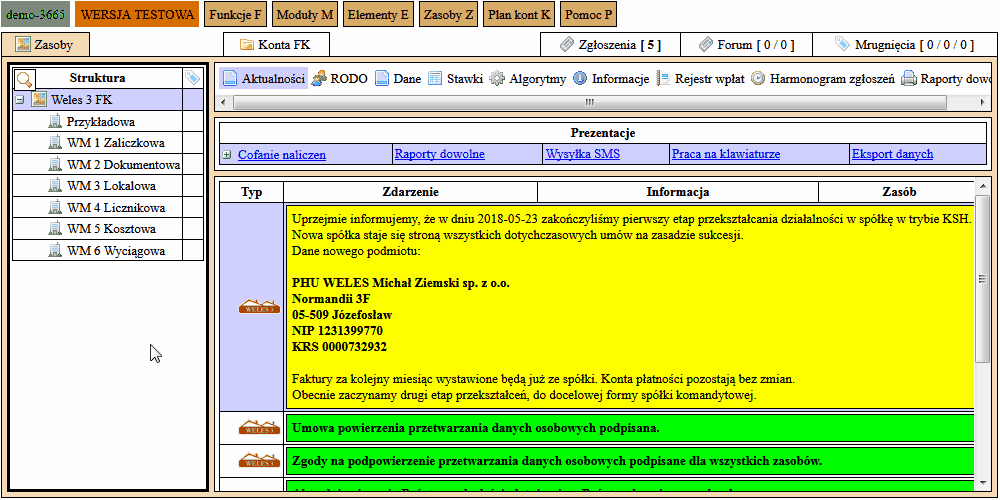 demo-3665 WERSJA TESTOWA Funkcje F Moduły M Elementy E Zasoby Z Plan kont K Pomoc P
Zasoby Konta FK Zgłoszenia [ 5 ] Forum [ 0 / 0 ] Mrugnięcia [ 0 / 0 / 0 ]
Struktura
Weles 3 FK
Przykładowa
WM 1 Zaliczkowa
WM 2 Dokumentowa
WM 3 Lokalowa
WM 4 Licznikowa
WM 5 Kosztowa
WM 6 Wyciągowa
Aktualności RODO Dane Stawki Algorytmy Informacje Rejestr wpłat Harmonogram zgłoszeń Raporty dowo
Prezentacje
Cofanie naliczen Raporty dowolne Wysyłka SMS Praca na klawiaturze Eksport danych
Typ Zdarzenie Informacja Zasób
Uprzejmie informujemy, że w dniu 2018-05-23 zakończyliśmy pierwszy etap przekształcania działalności w spółkę w trybie KSH.
Nowa spółka staje się stroną wszystkich dotychczasowych umów na zasadzie sukcesji.
Dane nowego podmiotu:
PHU WELES Michał Ziemski sp. z o.o.
Normandii 3F
05-509 Józefosław
NIP 1231399770
KRS 0000732932
WELES 3
Faktury za kolejny miesiąc wystawione będą już ze spółki. Konta płatności pozostają bez zmian.
Obecnie zaczynamy drugi etap przekształceń, do docelowej formy spółki komandytowej.
WELES 3 Umowa powierzenia przetwarzania danych osobowych podpisana.
WELES 3 Zgody na podpowierzenie przetwarzania danych osobowych podpisane dla wszystkich zasobów.